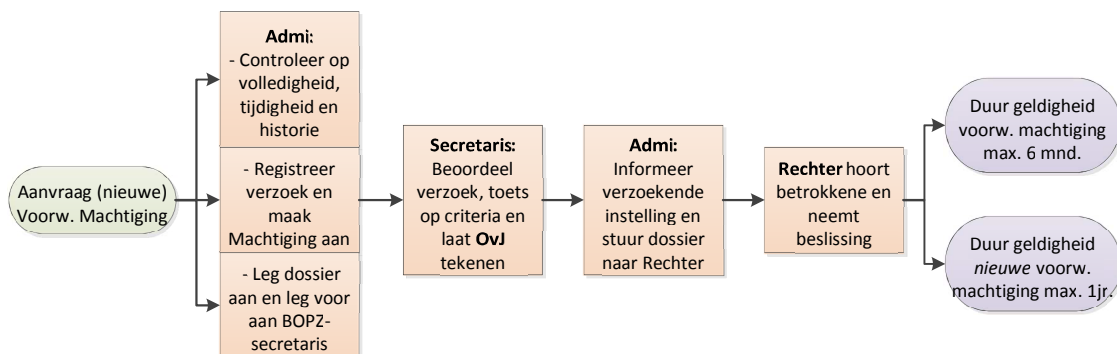 Aanvraag (nieuwe)
Voorw. Machtiging
Admi:
- Controleer op
volledigheid,
tijdigheid en
historie
- Registreer
verzoek en
maak
Machtiging aan
- Leg dossier
aan en leg voor
aan BOPZ-
secretaris
Secretaris:
Beoordeel
verzoek, toets
op criteria en
laat OvJ
tekenen
Admi:
Informeer
verzoekende
instelling en
stuur dossier
naar Rechter
Rechter hoort
betrokkene en
neemt
beslissing
Duur geldigheid
voorw. machtiging
max. 6 mnd.
Duur geldigheid
nieuwe voorw.
machtiging max. 1jr.